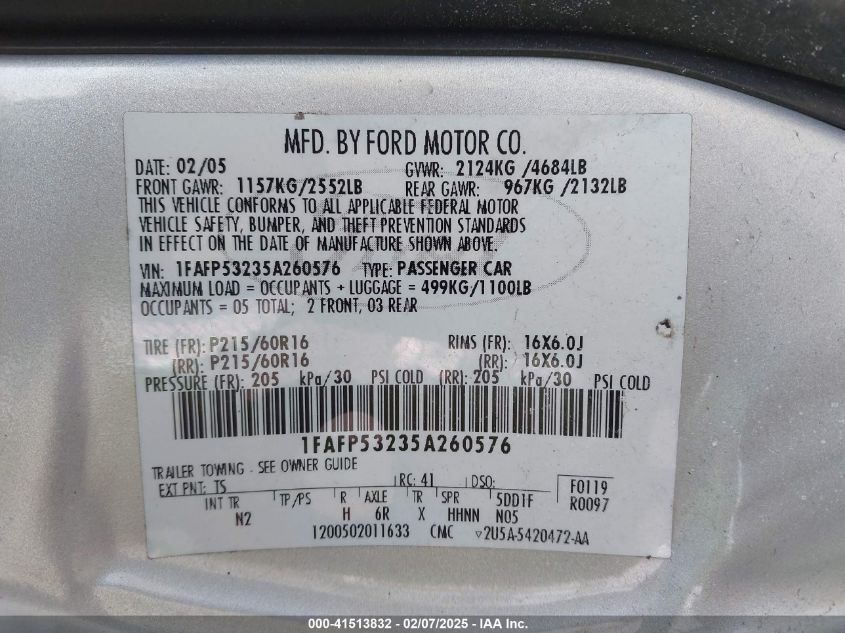 MFD. BY FORD MOTOR CO.
DATE: 02/05 GVWR: 2124KG /4684LB
FRONT GAWR: 1157KG/2552LB REAR GAWR: 967KG /2132LB
THIS VEHICLE CONFORMS TO ALL APPLICABLE FEDERAL MOTOR
VEHICLE SAFETY, BUMPER, AND THEFT PREVENTION STANDARDS
IN EFFECT ON THE DATE OF MANUFACTURE SHOWN ABOVE.
VIN: 1FAFP53235A260576 TYPE: PASSENGER CAR
MAXIMUM LOAD = OCCUPANTS + LUGGAGE = 499KG/1100LB
OCCUPANTS = 05 TOTAL; 2 FRONT, 03 REAR
TIRE (FR): P215/60R16 RIMS (FR): 16X6.0J
(RR): P215/60R16 (RR): 16X6.0J
PRESSURE (FR): 205 kPa/30 PSI COLD (RR): 205 kPa/30 PSI COLD
1FAFP53235A260576
TRAILER TOWING - SEE OWNER GUIDE
EXT PNT: TS RC: 41 DSO: F0119
INT TR TP/PS R AXLE TR SPR 5DD1F R0097
N2 H 6R X HHNN N05
1200502011633 CMC ▽2U5A-5420472-AA
000-41513832 - 02/07/2025 - IAA Inc.